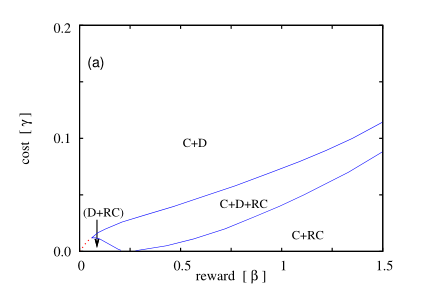 0.2
(a)
C+D
cost [ γ ]
0.1
C+D+RC
(D+RC)
C+RC
0.0
0 0.5 1 1.5
reward [ β ]